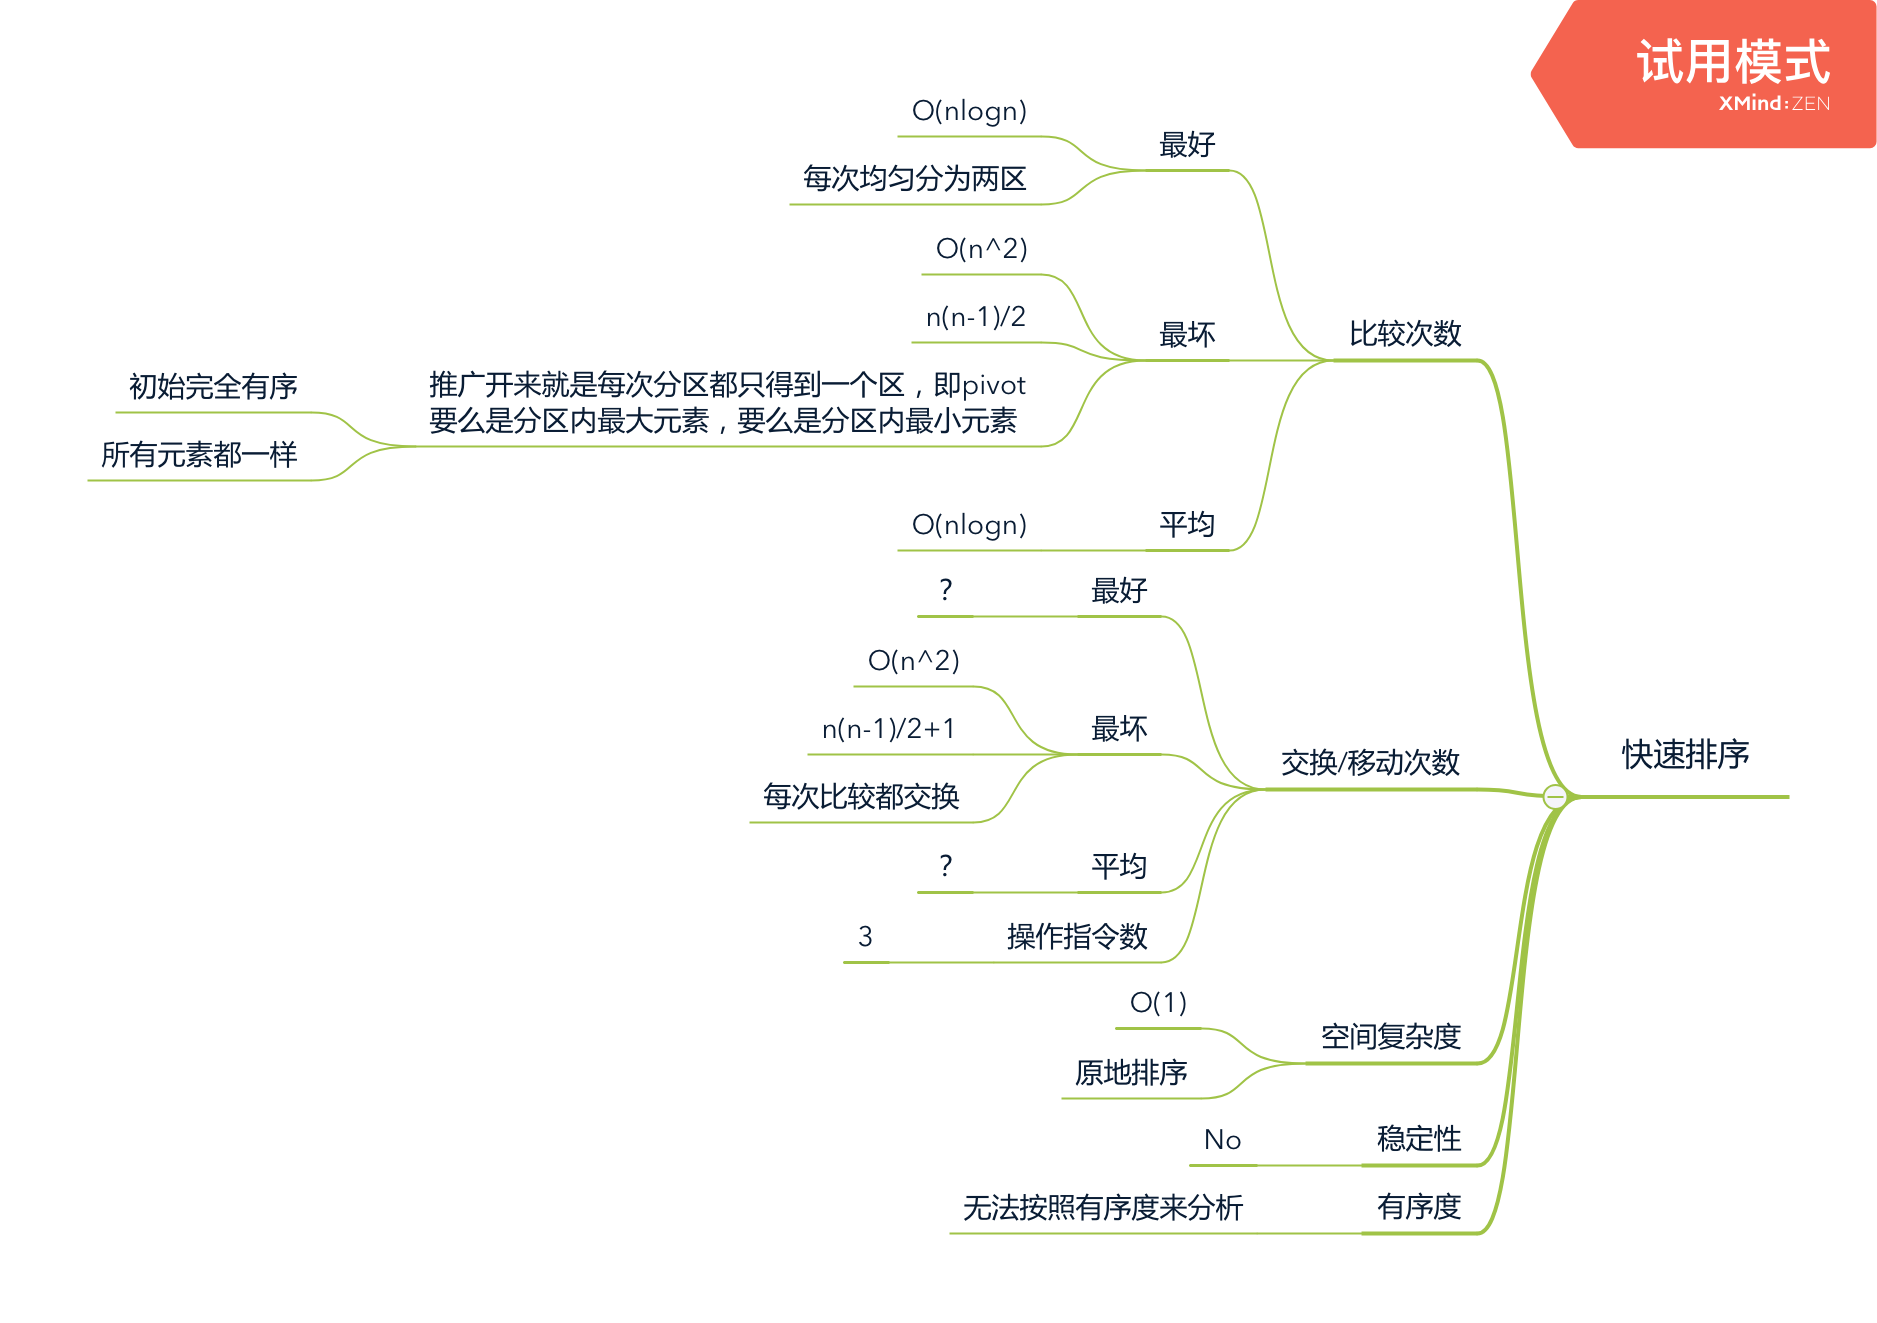 试用模式
XMind:ZEN
快速排序
比较次数
最好
O(nlogn)
每次均匀分为两区
最坏
O(n^2)
n(n-1)/2
推广开来就是每次分区都只得到一个区，即pivot
要么是分区内最大元素，要么是分区内最小元素
初始完全有序
所有元素都一样
平均
O(nlogn)
交换/移动次数
最好
?
最坏
O(n^2)
n(n-1)/2+1
每次比较都交换
平均
?
操作指令数
3
空间复杂度
O(1)
原地排序
稳定性
No
有序度
无法按照有序度来分析